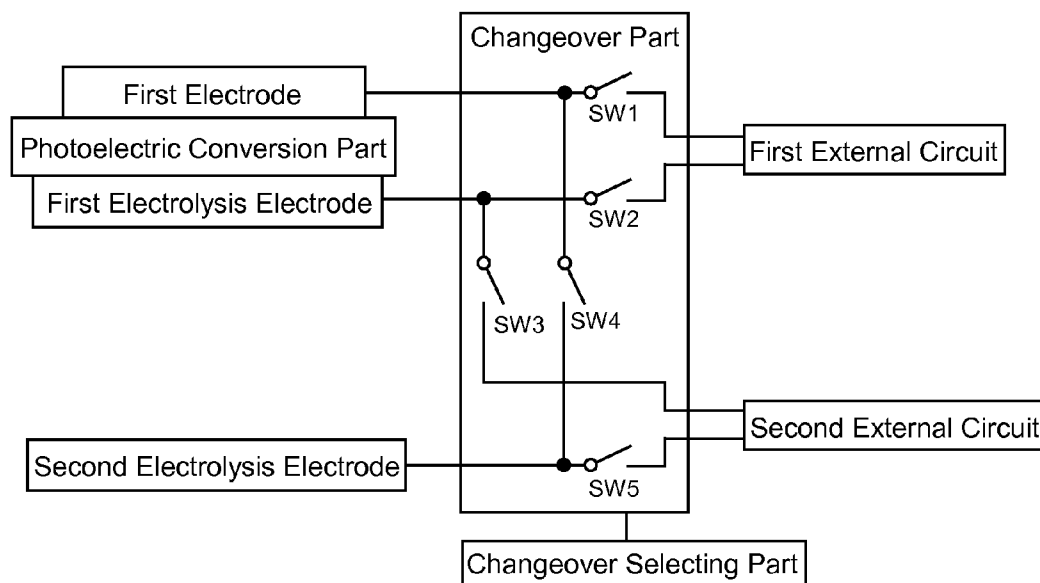 Changeover Part
First Electrode
SW1
Photoelectric Conversion Part
First External Circuit
First Electrolysis Electrode
SW2
SW3
SW4
Second External Circuit
Second Electrolysis Electrode
SW5
Changeover Selecting Part